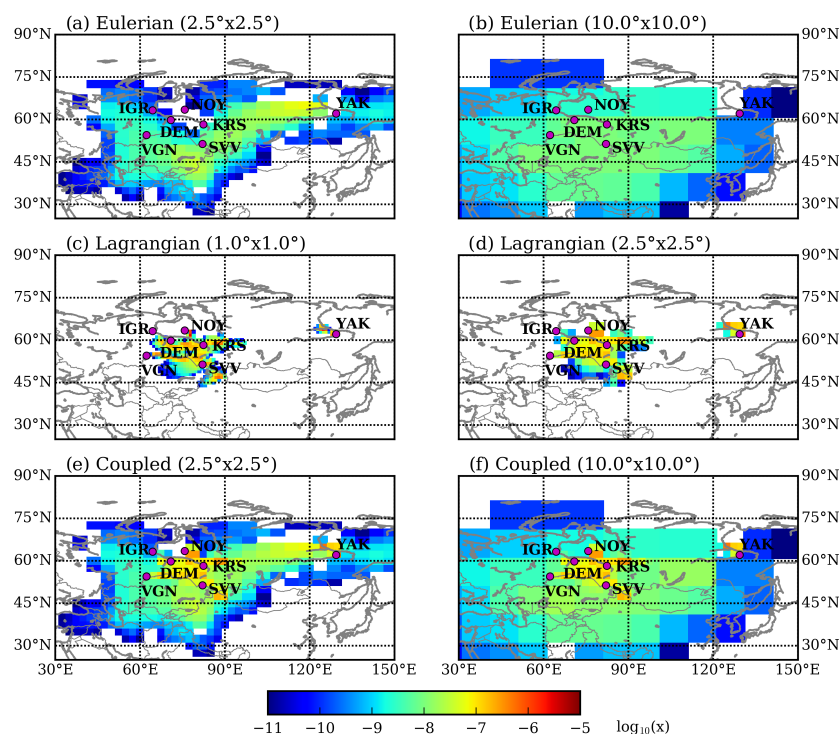 (a) Eulerian (2.5°x2.5°)
(b) Eulerian (10.0°x10.0°)
90°N
90°N
75°N
75°N
60°N
60°N
45°N
45°N
30°N
30°N
IGR
NOY
YAK
DEM
KRS
VGN
SVV
IGR
NOY
YAK
DEM
KRS
VGN
SVV
(c) Lagrangian (1.0°x1.0°)
(d) Lagrangian (2.5°x2.5°)
90°N
90°N
75°N
75°N
60°N
60°N
45°N
45°N
30°N
30°N
IGR
NOY
YAK
DEM
KRS
VGN
SVV
IGR
NOY
YAK
DEM
KRS
VGN
SVV
(e) Coupled (2.5°x2.5°)
(f) Coupled (10.0°x10.0°)
90°N
90°N
75°N
75°N
60°N
60°N
45°N
45°N
30°N
30°N
IGR
NOY
YAK
DEM
KRS
VGN
SVV
IGR
NOY
YAK
DEM
KRS
VGN
SVV
30°E 60°E 90°E 120°E 150°E
30°E 60°E 90°E 120°E 150°E
−11 −10 −9 −8 −7 −6 −5 log₁₀(x)